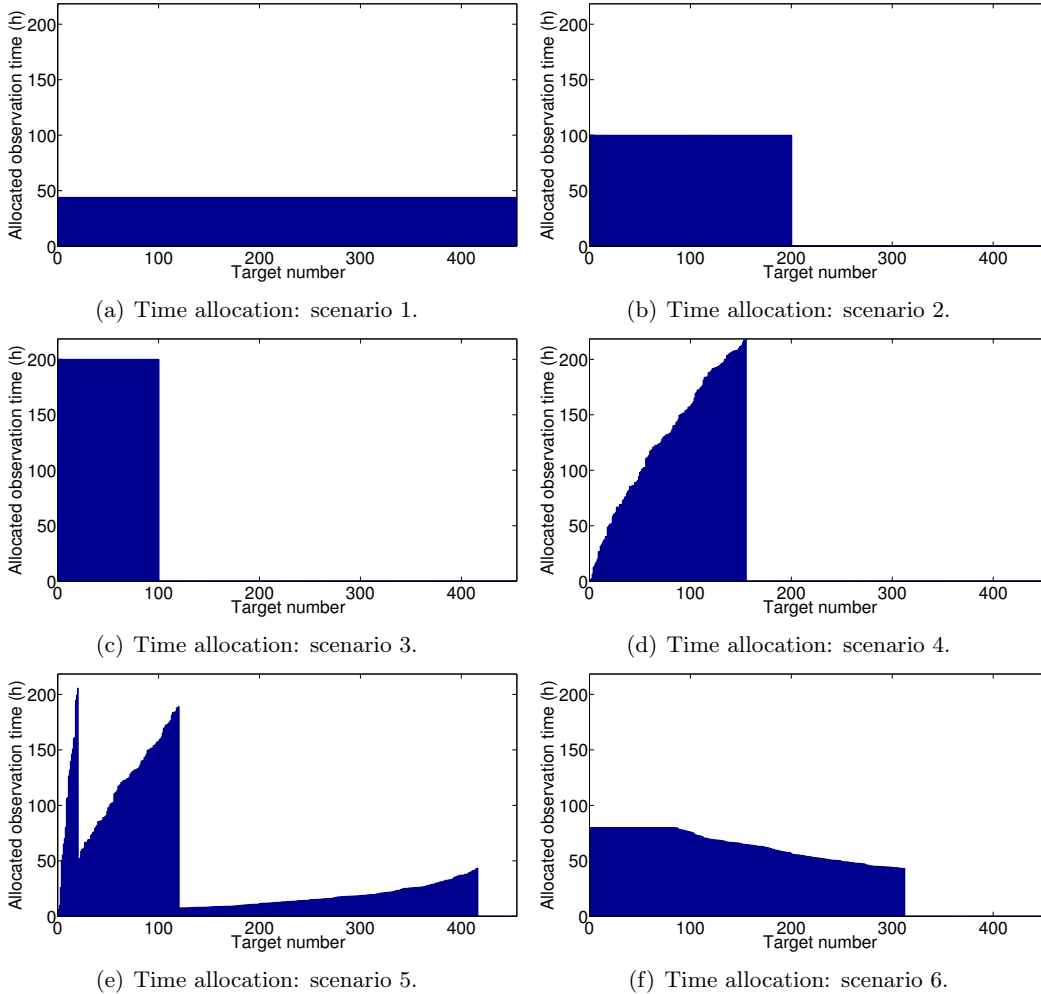 Allocated observation time (h)
200
150
100
50
0
0 100 200 300 400
Target number
(a) Time allocation: scenario 1.
Allocated observation time (h)
200
150
100
50
0
0 100 200 300 400
Target number
(b) Time allocation: scenario 2.
Allocated observation time (h)
200
150
100
50
0
0 100 200 300 400
Target number
(c) Time allocation: scenario 3.
Allocated observation time (h)
200
150
100
50
0
0 100 200 300 400
Target number
(d) Time allocation: scenario 4.
Allocated observation time (h)
200
150
100
50
0
0 100 200 300 400
Target number
(e) Time allocation: scenario 5.
Allocated observation time (h)
200
150
100
50
0
0 100 200 300 400
Target number
(f) Time allocation: scenario 6.